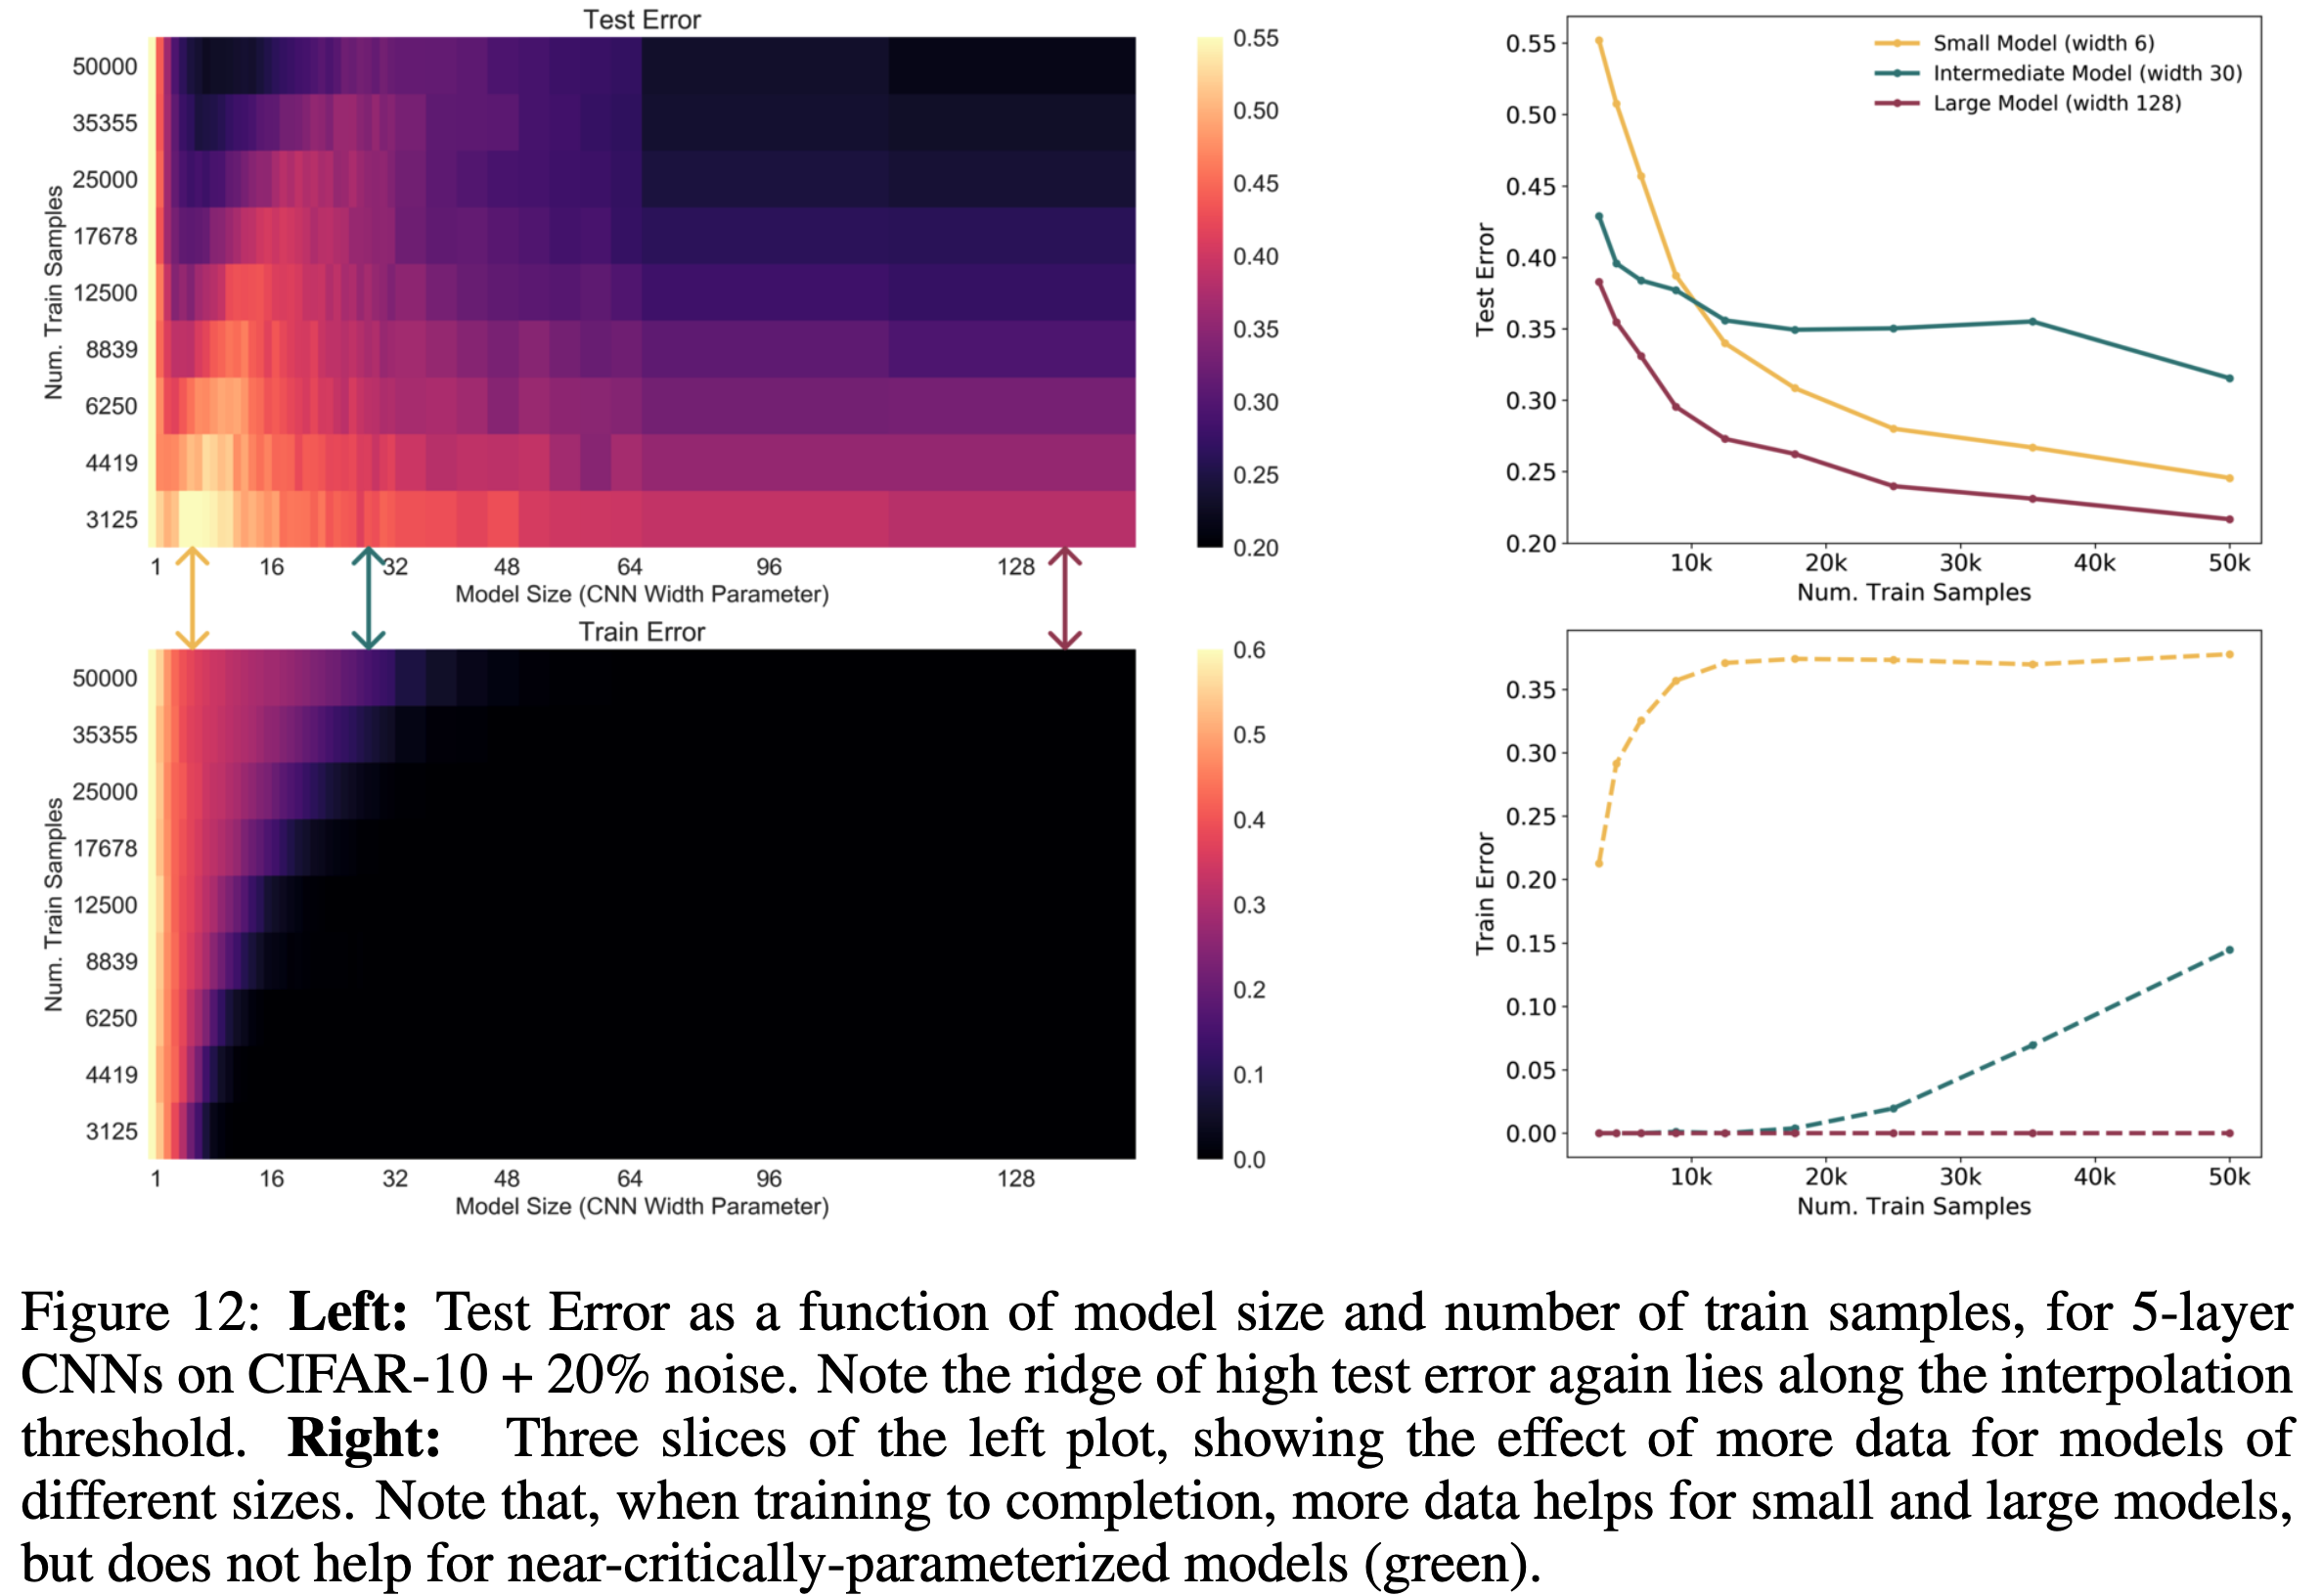 Test Error
50000
35355
25000
17678
12500
8839
6250
4419
3125
Num. Train Samples
1 16 32 48 64 96 128
Model Size (CNN Width Parameter)
0.55
0.50
0.45
0.40
0.35
0.30
0.25
0.20
Small Model (width 6)
Intermediate Model (width 30)
Large Model (width 128)
0.55
0.50
0.45
0.40
0.35
0.30
0.25
0.20
Test Error
10k 20k 30k 40k 50k
Num. Train Samples
Train Error
50000
35355
25000
17678
12500
8839
6250
4419
3125
Num. Train Samples
1 16 32 48 64 96 128
Model Size (CNN Width Parameter)
0.6
0.5
0.4
0.3
0.2
0.1
0.0
0.35
0.30
0.25
0.20
0.15
0.10
0.05
0.00
Train Error
10k 20k 30k 40k 50k
Num. Train Samples
Figure 12: Left: Test Error as a function of model size and number of train samples, for 5-layer
CNNs on CIFAR-10 + 20% noise. Note the ridge of high test error again lies along the interpolation
threshold. Right: Three slices of the left plot, showing the effect of more data for models of
different sizes. Note that, when training to completion, more data helps for small and large models,
but does not help for near-critically-parameterized models (green).